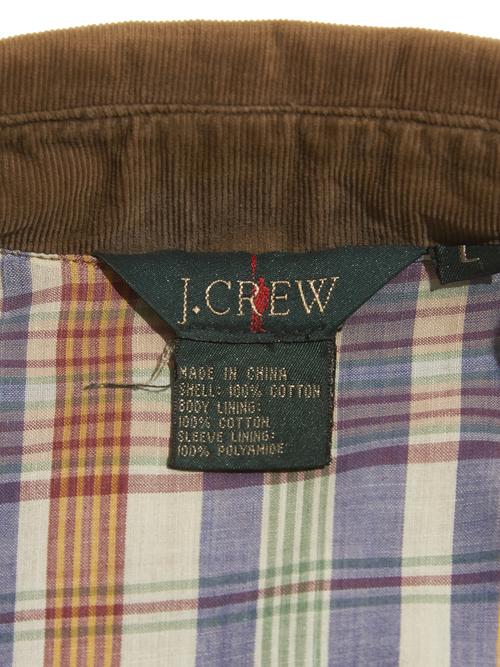 J.CREW
L
MADE IN CHINA
SHELL: 100% COTTON
BODY LINING:
100% COTTON
SLEEVE LINING:
100% POLYAMIDE